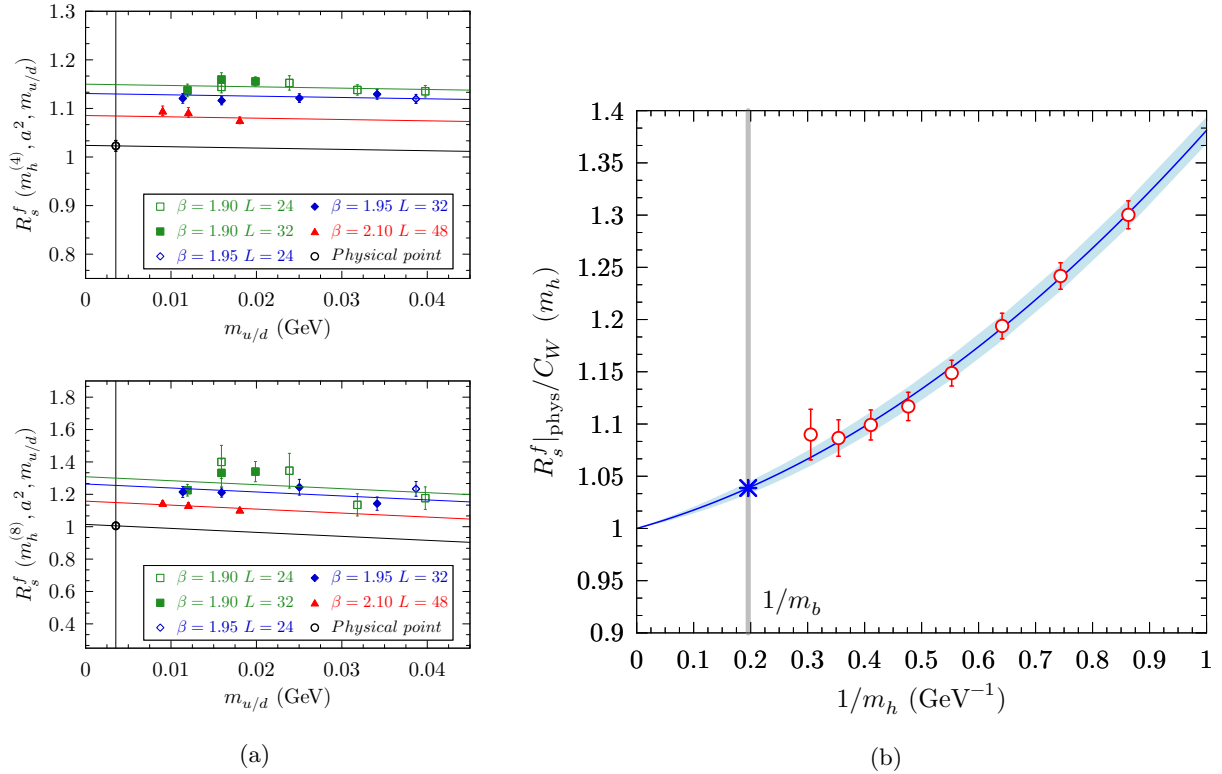 1.3
1.2
1.1
1
0.9
0.8
R_s^f (m_h^{(4)}, a^2, m_{u/d})
β = 1.90 L = 24
β = 1.90 L = 32
β = 1.95 L = 24
β = 1.95 L = 32
β = 2.10 L = 48
Physical point
0 0.01 0.02 0.03 0.04
m_{u/d} (GeV)
1.8
1.6
1.4
1.2
1
0.8
0.6
0.4
R_s^f (m_h^{(8)}, a^2, m_{u/d})
β = 1.90 L = 24
β = 1.90 L = 32
β = 1.95 L = 24
β = 1.95 L = 32
β = 2.10 L = 48
Physical point
0 0.01 0.02 0.03 0.04
m_{u/d} (GeV)
(a)
1.4
1.35
1.3
1.25
1.2
1.15
1.1
1.05
1
0.95
0.9
R_s^f|_{phys}/C_W (m_h)
1/m_b
0 0.1 0.2 0.3 0.4 0.5 0.6 0.7 0.8 0.9 1
1/m_h (GeV^{−1})
(b)